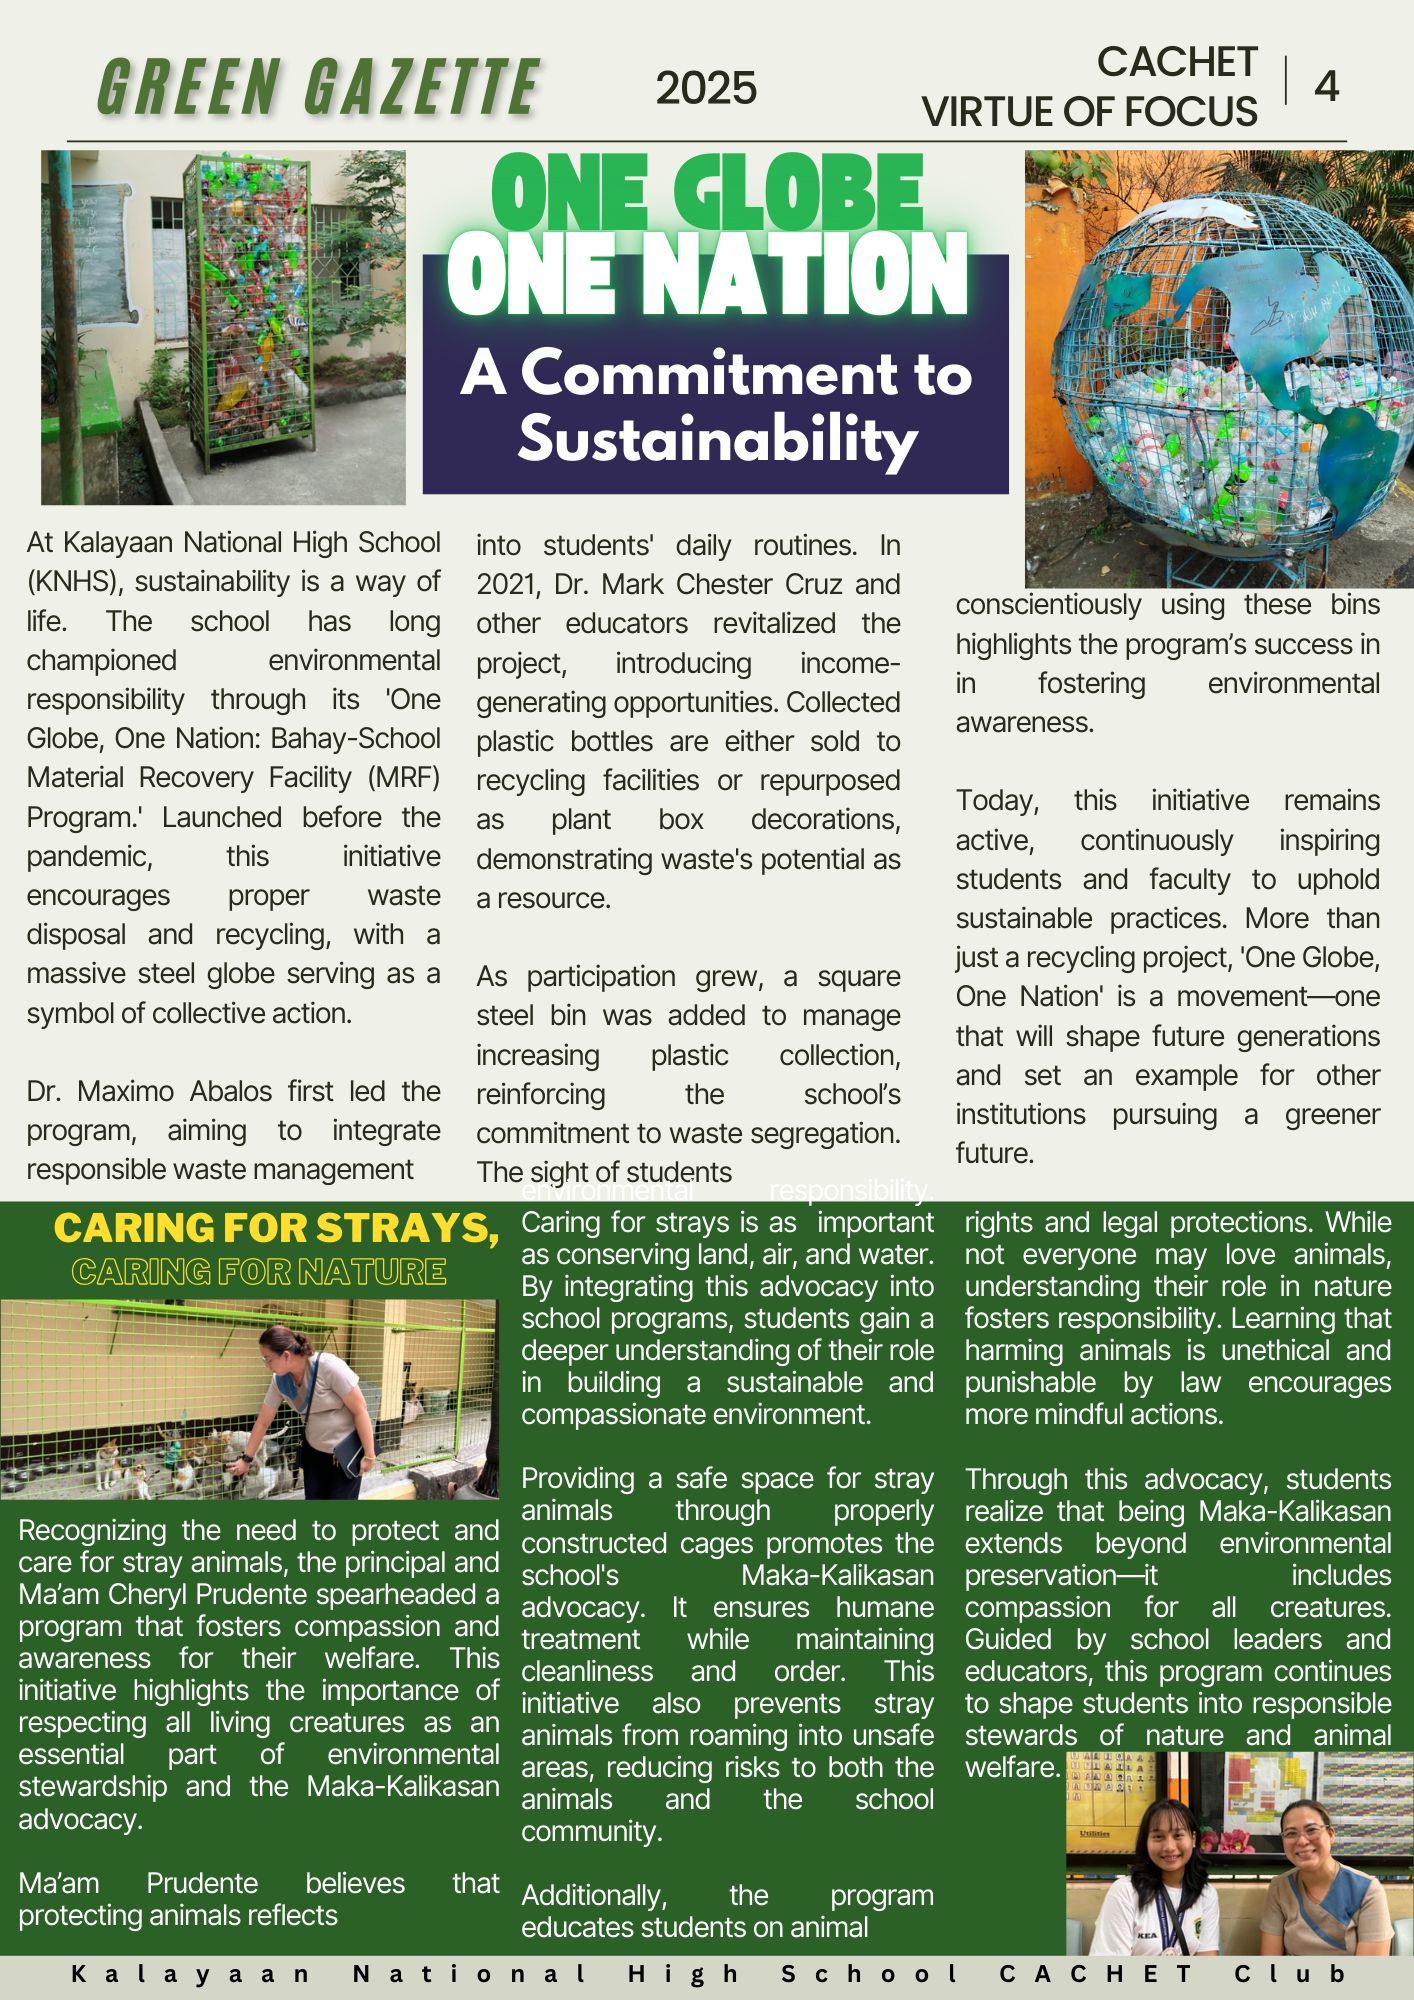 GREEN GAZETTE
2025
CACHET
VIRTUE OF FOCUS
4
ONE GLOBE
ONE NATION
A Commitment to
Sustainability
At Kalayaan National High School
(KNHS), sustainability is a way of
life. The school has long
championed environmental
responsibility through its 'One
Globe, One Nation: Bahay-School
Material Recovery Facility (MRF)
Program.' Launched before the
pandemic, this initiative
encourages proper waste
disposal and recycling, with a
massive steel globe serving as a
symbol of collective action.
Dr. Maximo Abalos first led the
program, aiming to integrate
responsible waste management
into students' daily routines. In
2021, Dr. Mark Chester Cruz and
other educators revitalized the
project, introducing income-
generating opportunities. Collected
plastic bottles are either sold to
recycling facilities or repurposed
as plant box decorations,
demonstrating waste's potential as
a resource.
As participation grew, a square
steel bin was added to manage
increasing plastic collection,
reinforcing the school’s
commitment to waste segregation.
The sight of students
conscientiously using these bins
highlights the program’s success in
in fostering environmental
awareness.
Today, this initiative remains
active, continuously inspiring
students and faculty to uphold
sustainable practices. More than
just a recycling project, 'One Globe,
One Nation' is a movement—one
that will shape future generations
and set an example for other
institutions pursuing a greener
future.
CARING FOR STRAYS,
CARING FOR NATURE
Recognizing the need to protect and
care for stray animals, the principal and
Ma’am Cheryl Prudente spearheaded a
program that fosters compassion and
awareness for their welfare. This
initiative highlights the importance of
respecting all living creatures as an
essential part of environmental
stewardship and the Maka-Kalikasan
advocacy.
Ma’am Prudente believes that
protecting animals reflects
environmental responsibility.
Caring for strays is as important
as conserving land, air, and water.
By integrating this advocacy into
school programs, students gain a
deeper understanding of their role
in building a sustainable and
compassionate environment.
Providing a safe space for stray
animals through properly
constructed cages promotes the
school's Maka-Kalikasan
advocacy. It ensures humane
treatment while maintaining
cleanliness and order. This
initiative also prevents stray
animals from roaming into unsafe
areas, reducing risks to both the
animals and the school
community.
Additionally, the program
educates students on animal
rights and legal protections. While
not everyone may love animals,
understanding their role in nature
fosters responsibility. Learning that
harming animals is unethical and
punishable by law encourages
more mindful actions.
Through this advocacy, students
realize that being Maka-Kalikasan
extends beyond environmental
preservation—it includes
compassion for all creatures.
Guided by school leaders and
educators, this program continues
to shape students into responsible
stewards of nature and animal
welfare.
Utilities
KEA
Kalayaan National High School CACHET Club